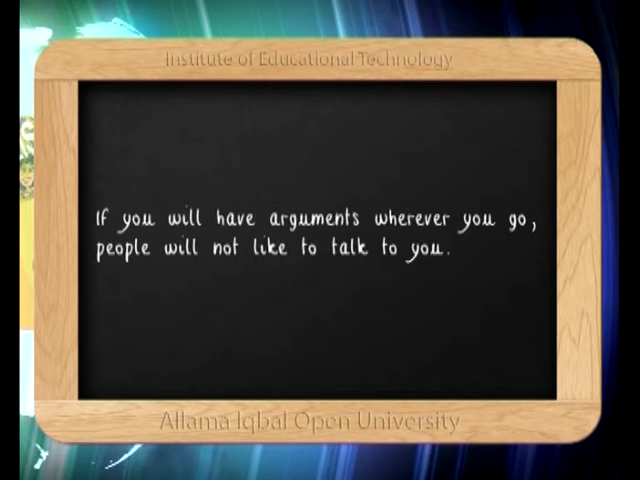 Institute of Educational Technology
If you will have arguments wherever you go,
people will not like to talk to you.
Allama Iqbal Open University